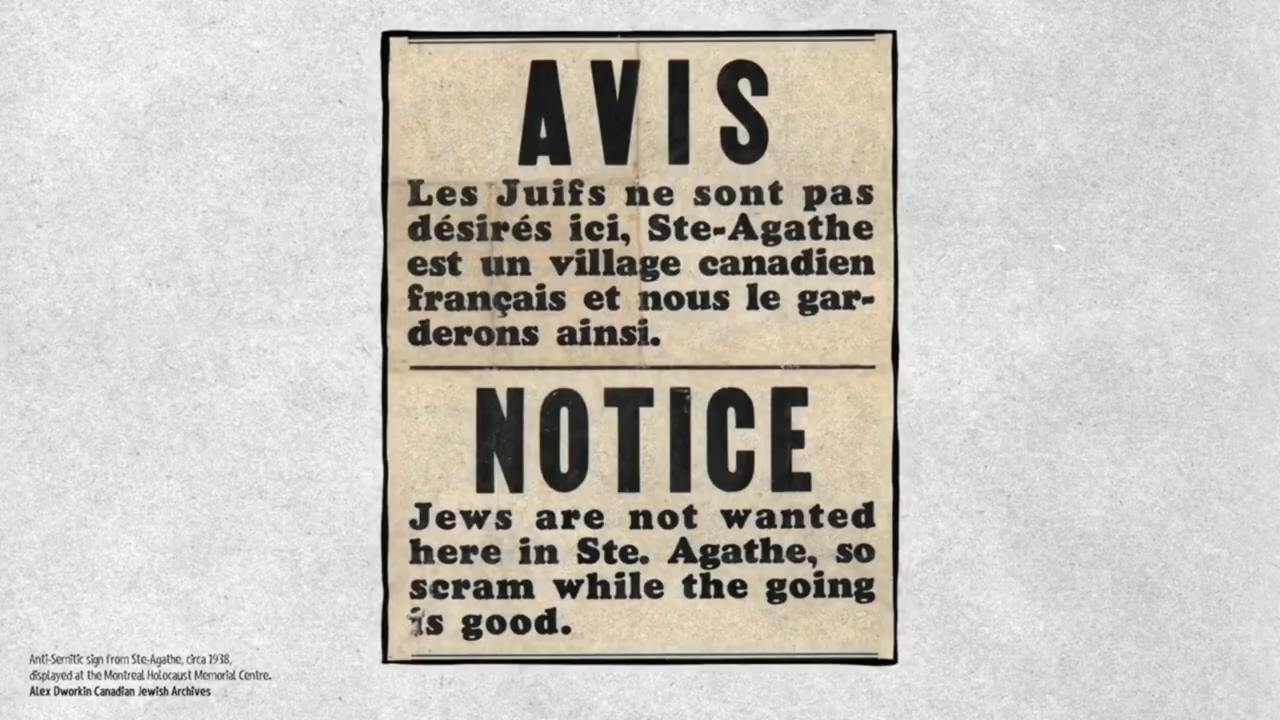 AVIS
Les Juifs ne sont pas
désirés ici, Ste-Agathe
est un village canadien
français et nous le gar-
derons ainsi.
NOTICE
Jews are not wanted
here in Ste. Agathe, so
scram while the going
is good.
Anti-Semitic sign from Ste-Agathe, circa 1938,
displayed at the Montreal Holocaust Memorial Centre.
Alex Dworkin Canadian Jewish Archives